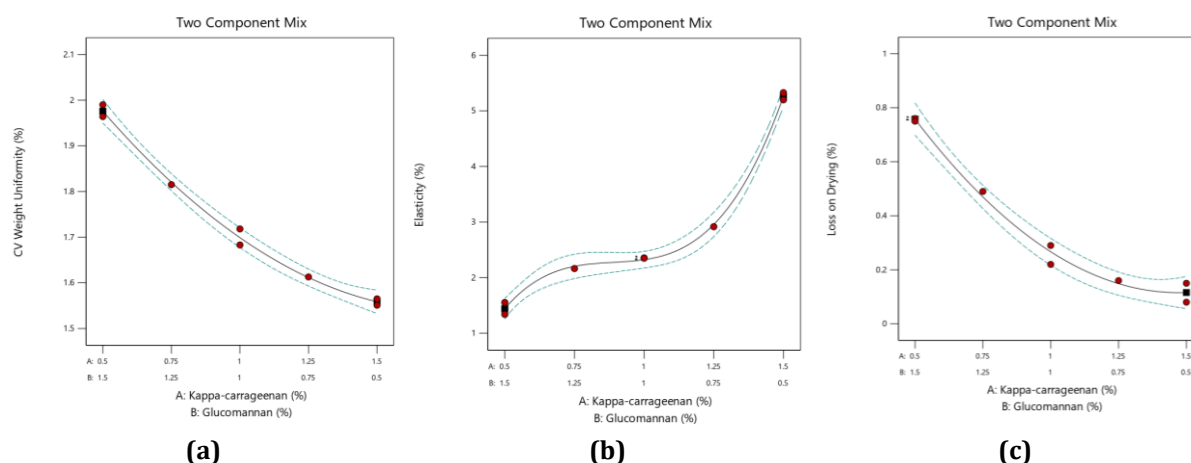 Two Component Mix
2.1
2
1.9
1.8
1.7
1.6
1.5
CV Weight Uniformity (%)
A: 0.5 0.75 1 1.25 1.5
B: 1.5 1.25 1 0.75 0.5
A: Kappa-carrageenan (%)
B: Glucomannan (%)
(a)
Two Component Mix
6
5
4
3
2
1
Elasticity (%)
2
A: 0.5 0.75 1 1.25 1.5
B: 1.5 1.25 1 0.75 0.5
A: Kappa-carrageenan (%)
B: Glucomannan (%)
(b)
Two Component Mix
1
0.8
0.6
0.4
0.2
0
Loss on Drying (%)
2
A: 0.5 0.75 1 1.25 1.5
B: 1.5 1.25 1 0.75 0.5
A: Kappa-carrageenan (%)
B: Glucomannan (%)
(c)